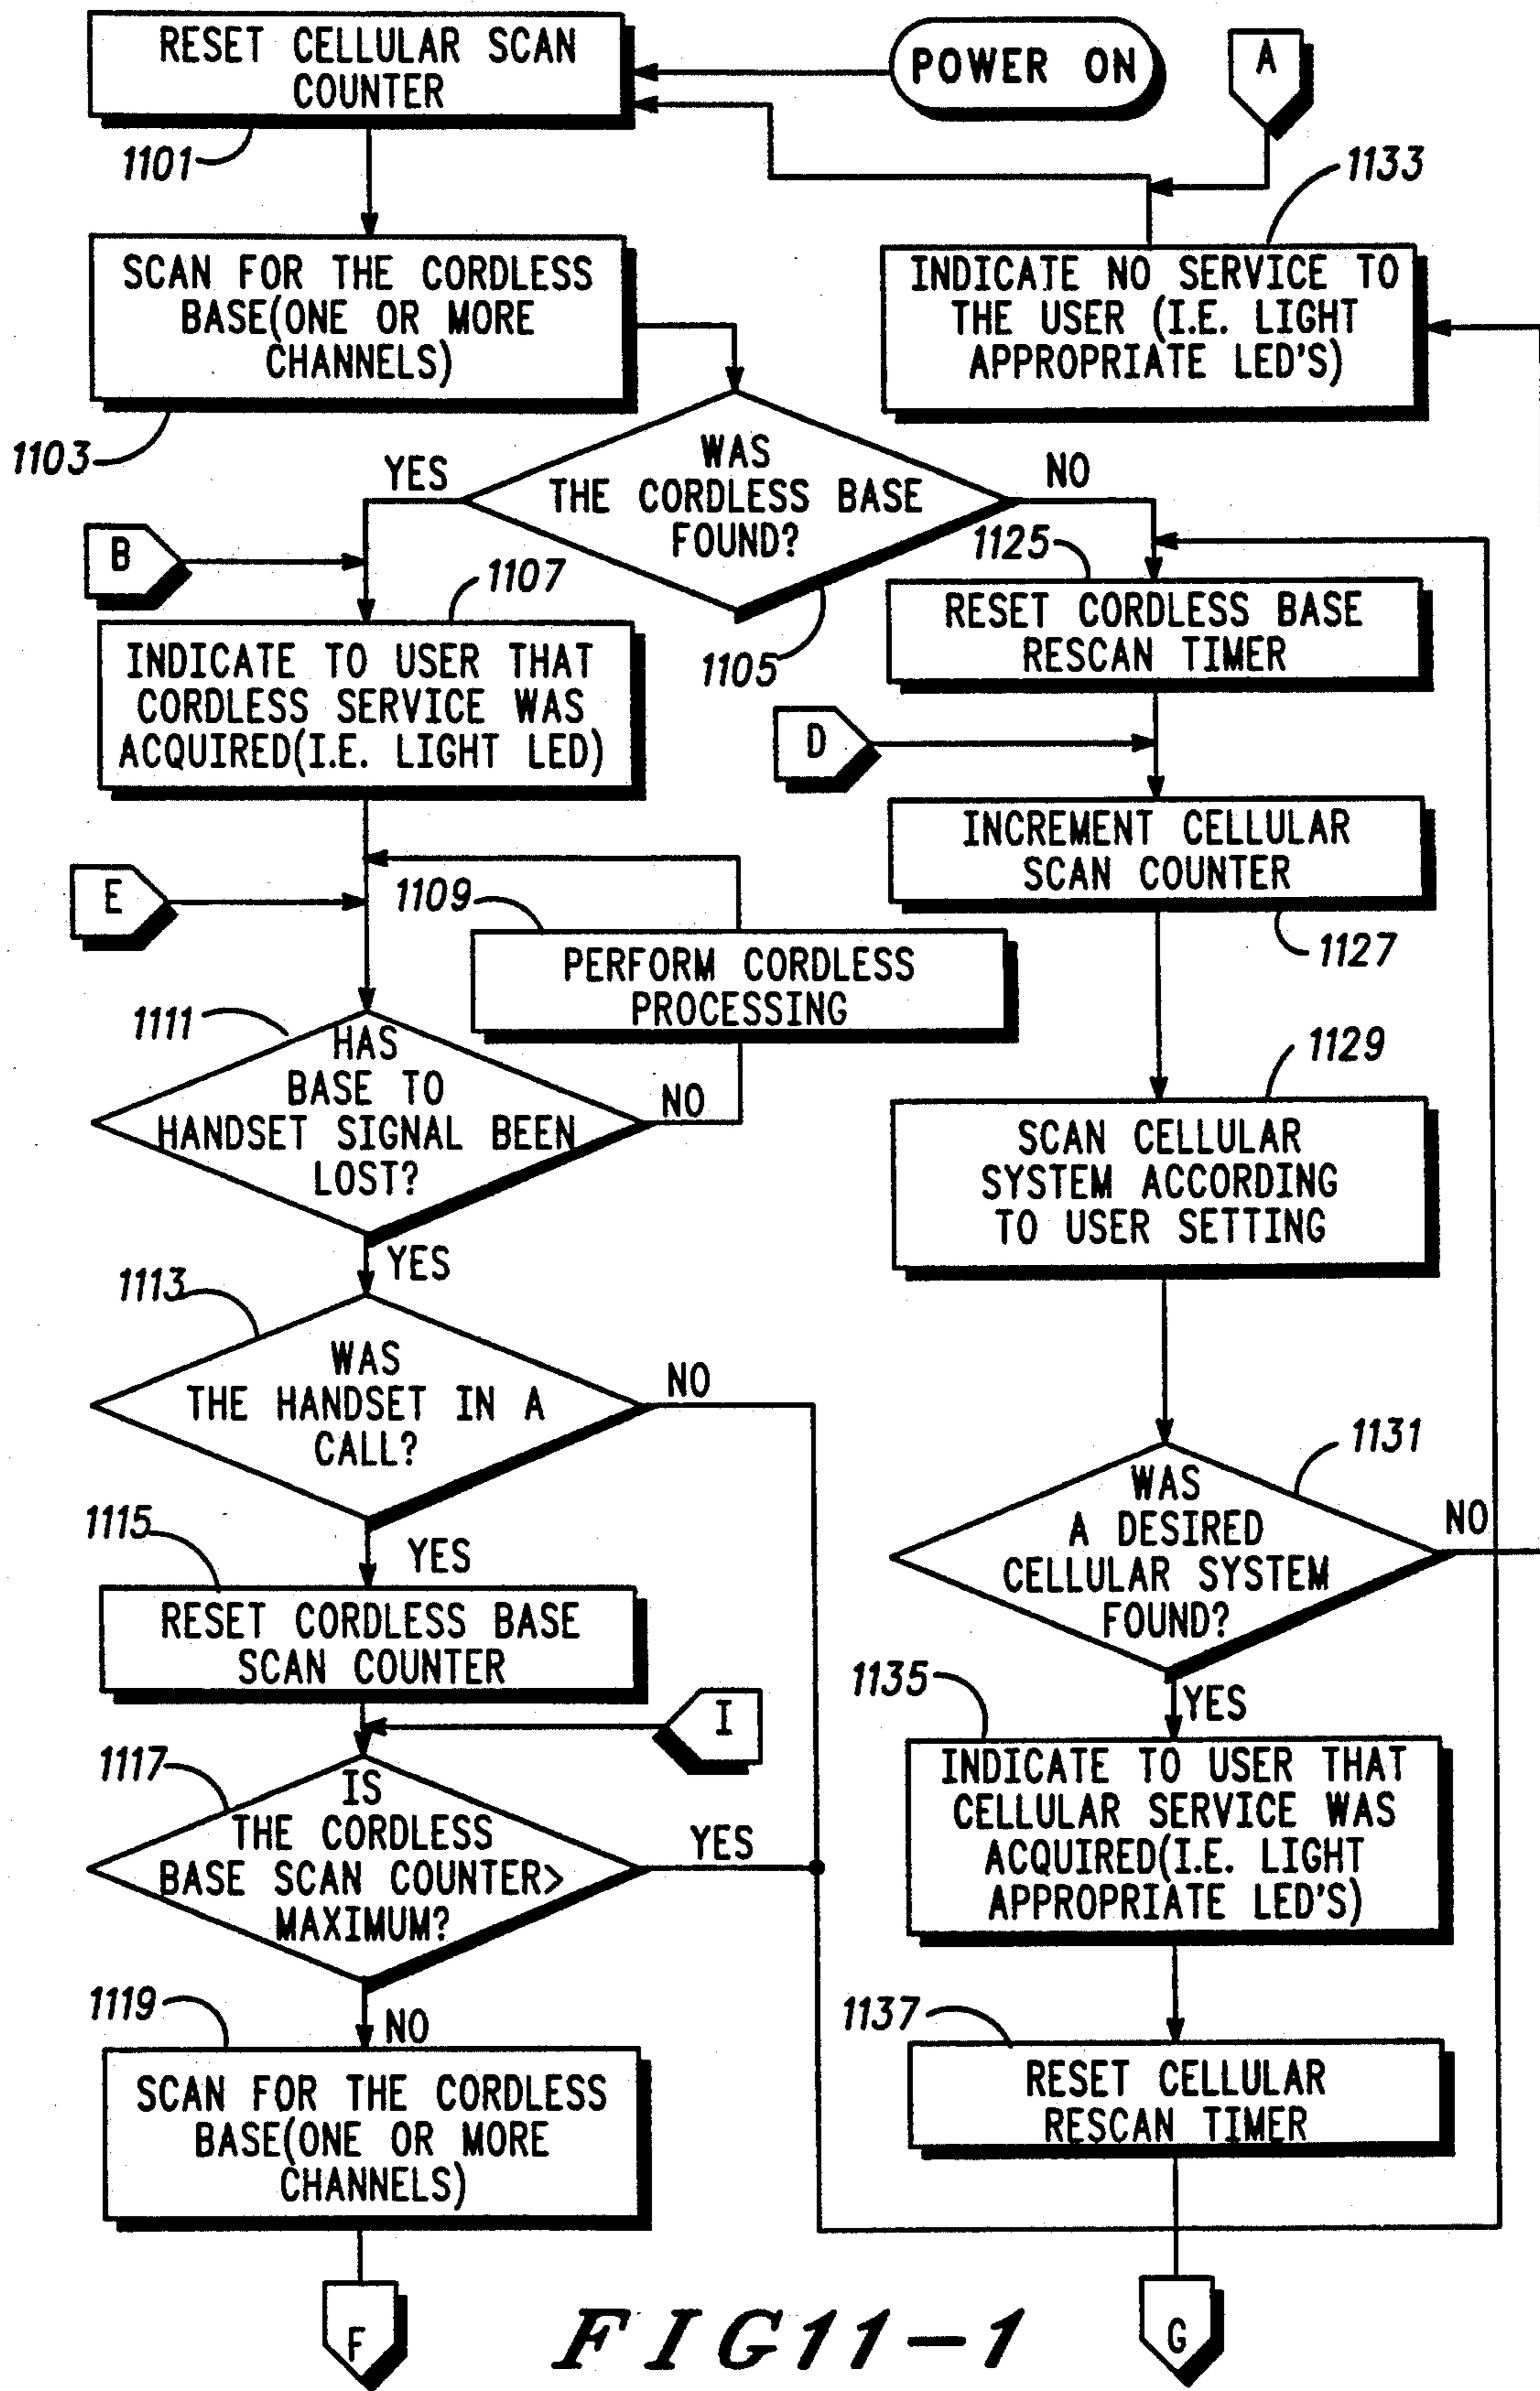 RESET CELLULAR SCAN
COUNTER
POWER ON
A
1101
1133
SCAN FOR THE CORDLESS
BASE(ONE OR MORE
CHANNELS)
INDICATE NO SERVICE TO
THE USER (I.E. LIGHT
APPROPRIATE LED'S)
1103
YES
WAS
THE CORDLESS BASE
FOUND?
NO
B
1107
1125
1105
INDICATE TO USER THAT
CORDLESS SERVICE WAS
ACQUIRED(I.E. LIGHT LED)
RESET CORDLESS BASE
RESCAN TIMER
D
INCREMENT CELLULAR
SCAN COUNTER
E
1109
1127
PERFORM CORDLESS
PROCESSING
1111
HAS
BASE TO
HANDSET SIGNAL BEEN
LOST?
NO
1129
SCAN CELLULAR
SYSTEM ACCORDING
TO USER SETTING
YES
1113
WAS
THE HANDSET IN A
CALL?
NO
1131
WAS
A DESIRED
CELLULAR SYSTEM
FOUND?
NO
YES
1115
RESET CORDLESS BASE
SCAN COUNTER
1135
YES
I
1117
IS
THE CORDLESS
BASE SCAN COUNTER>
MAXIMUM?
YES
INDICATE TO USER THAT
CELLULAR SERVICE WAS
ACQUIRED(I.E. LIGHT
APPROPRIATE LED'S)
1119
NO
1137
SCAN FOR THE CORDLESS
BASE(ONE OR MORE
CHANNELS)
RESET CELLULAR
RESCAN TIMER
F
G
FIG11-1